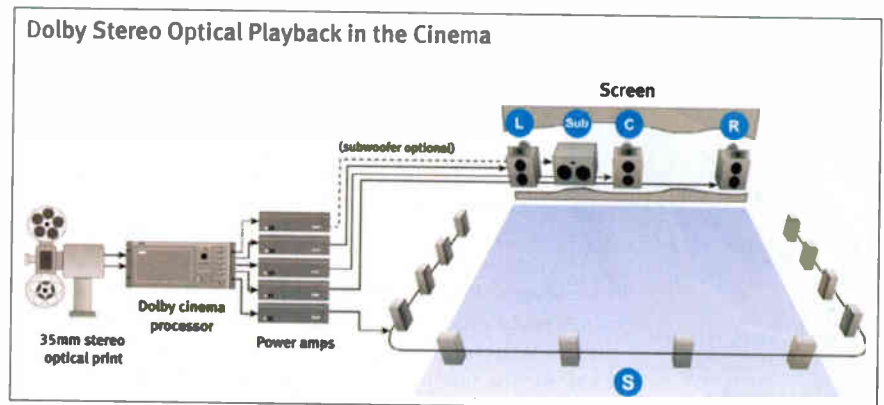 Dolby Stereo Optical Playback in the Cinema
Screen
L
Sub
C
R
(subwoofer optional)
Dolby cinema
processor
35mm stereo
optical print
Power amps
S